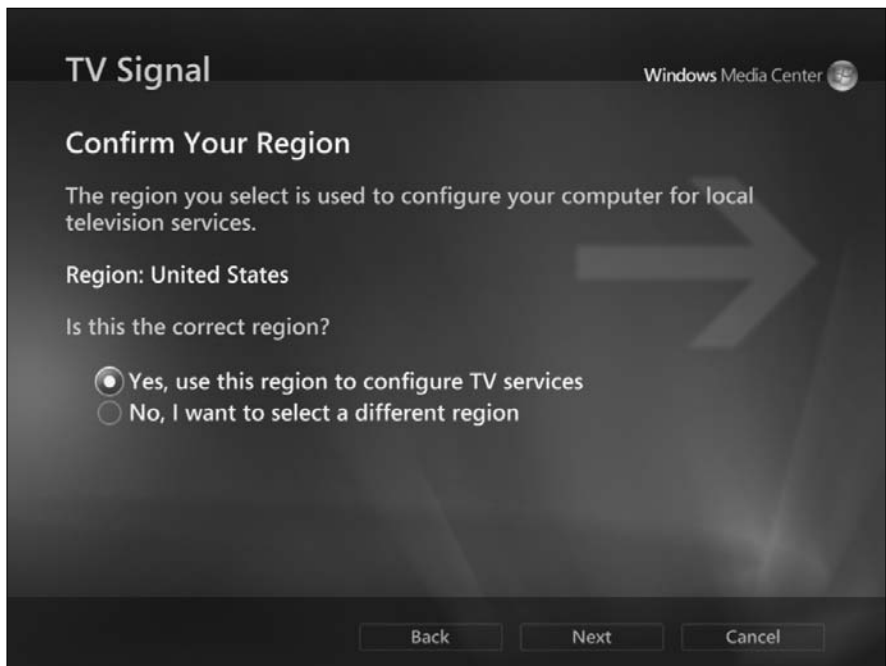 TV Signal
Windows Media Center
Confirm Your Region
The region you select is used to configure your computer for local
television services.
Region: United States
Is this the correct region?
Yes, use this region to configure TV services
No, I want to select a different region
Back Next Cancel